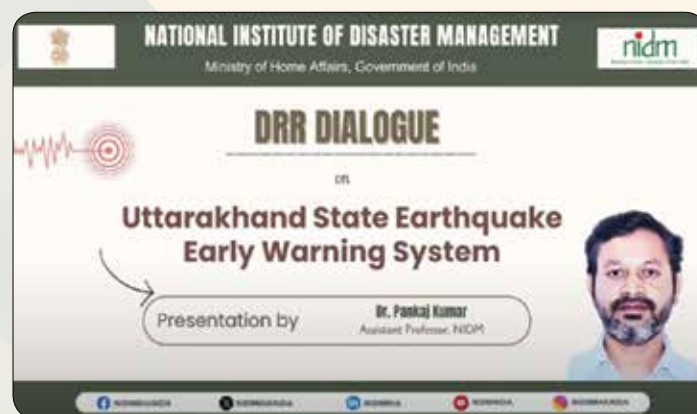 NATIONAL INSTITUTE OF DISASTER MANAGEMENT
Ministry of Home Affairs, Government of India
nidm
DRR DIALOGUE
on
Uttarakhand State Earthquake
Early Warning System
Presentation by
Dr. Pankaj Kumar
Assistant Professor, NIDM